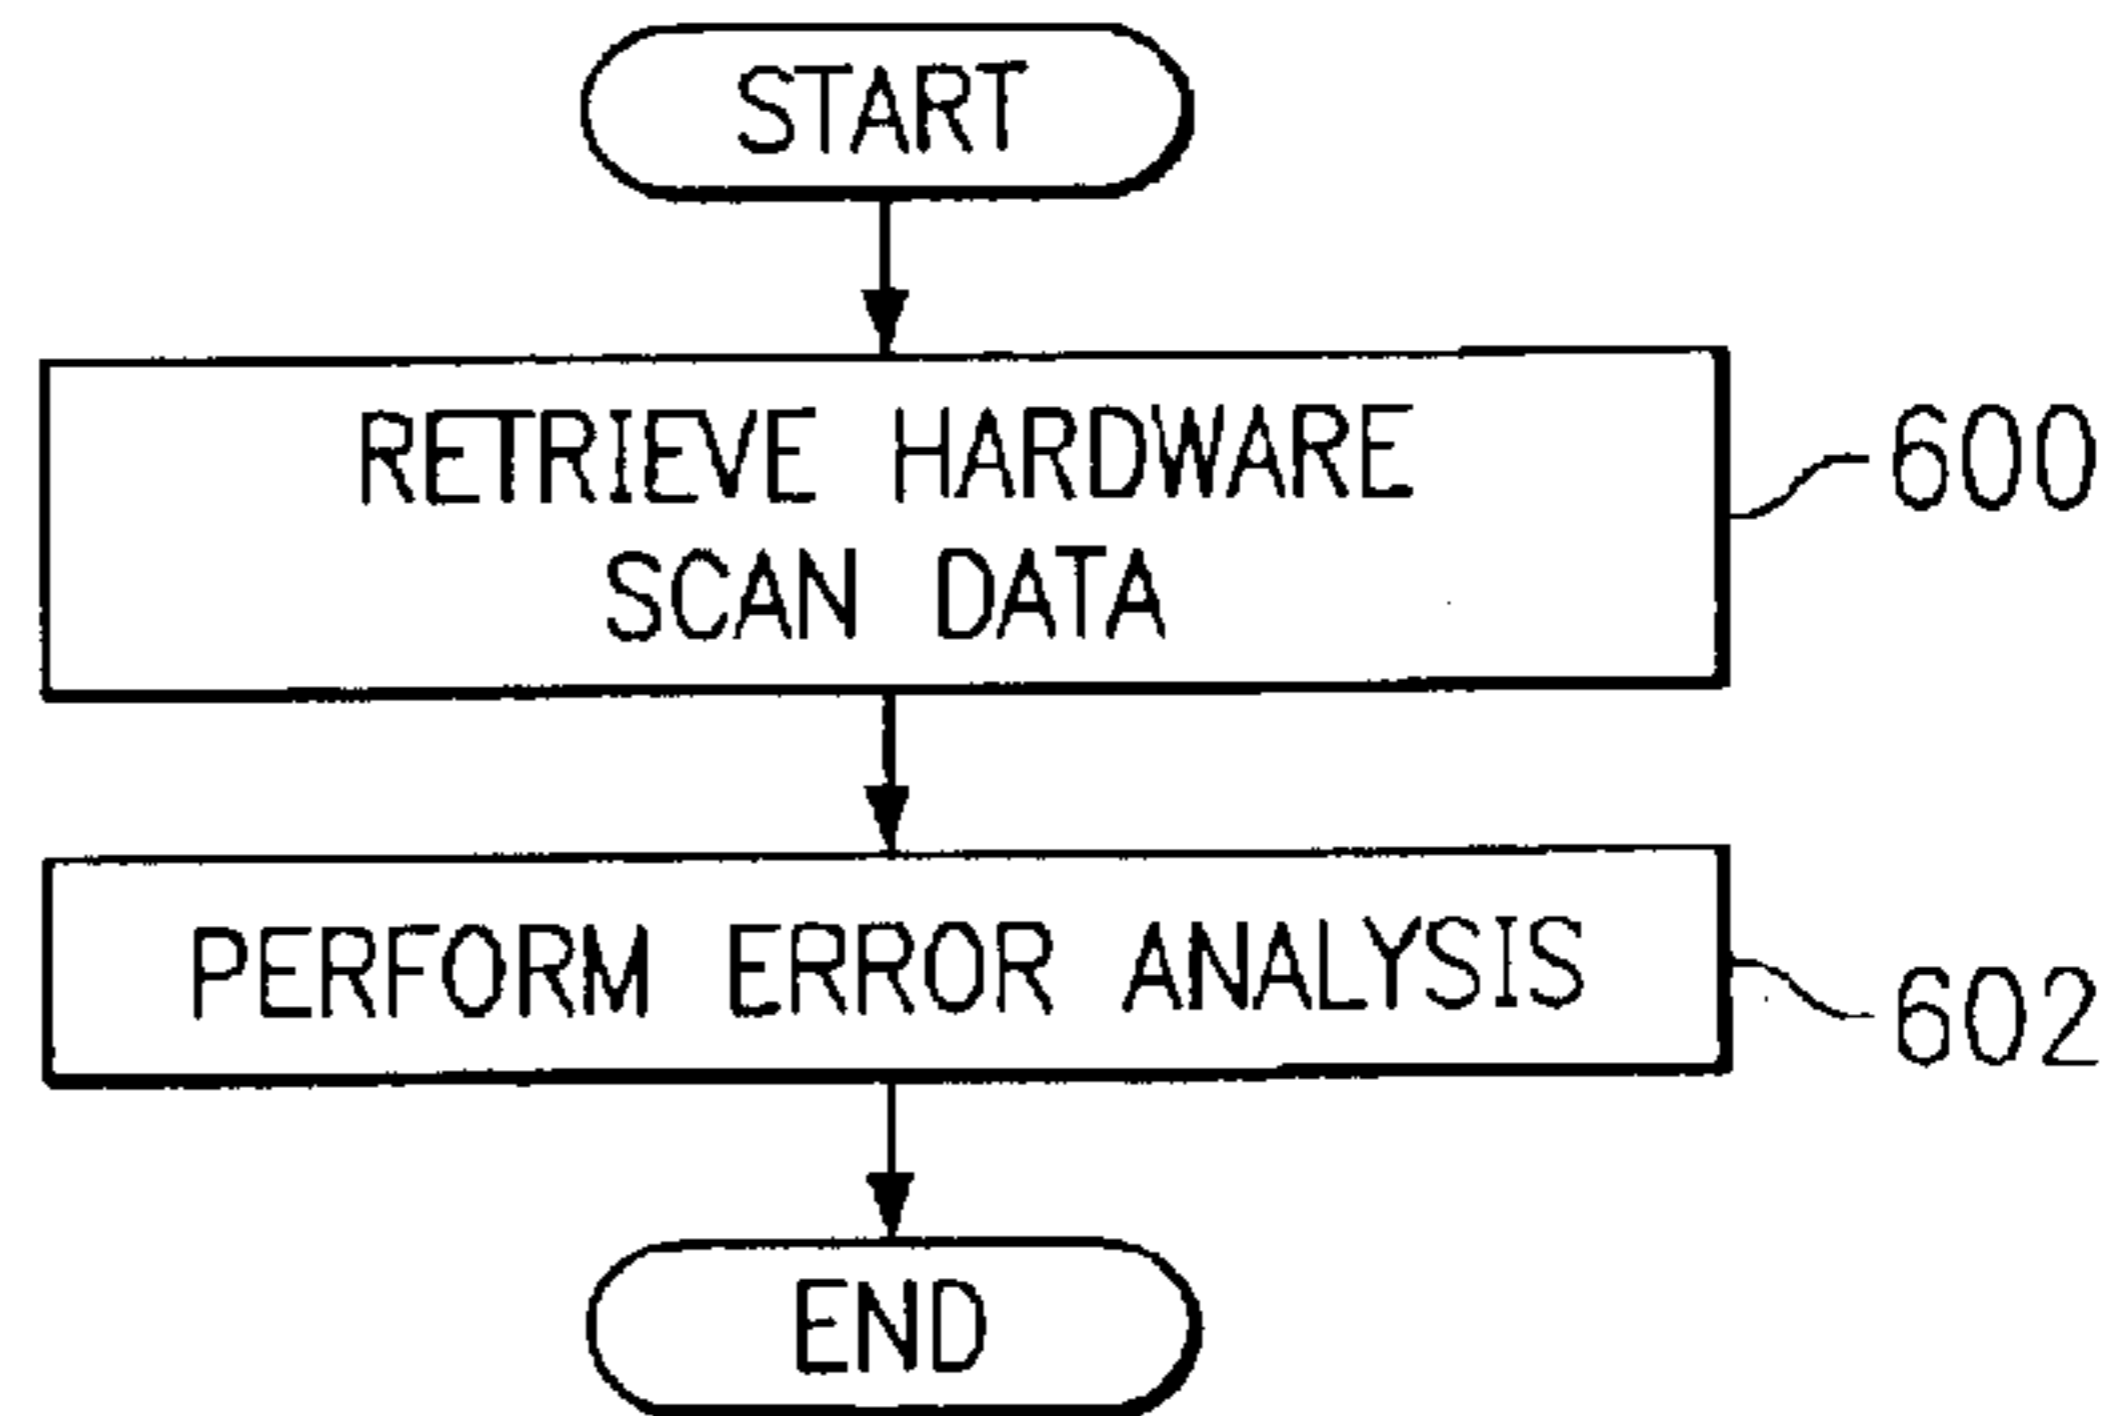 START
RETRIEVE HARDWARE
SCAN DATA
600
PERFORM ERROR ANALYSIS
602
END